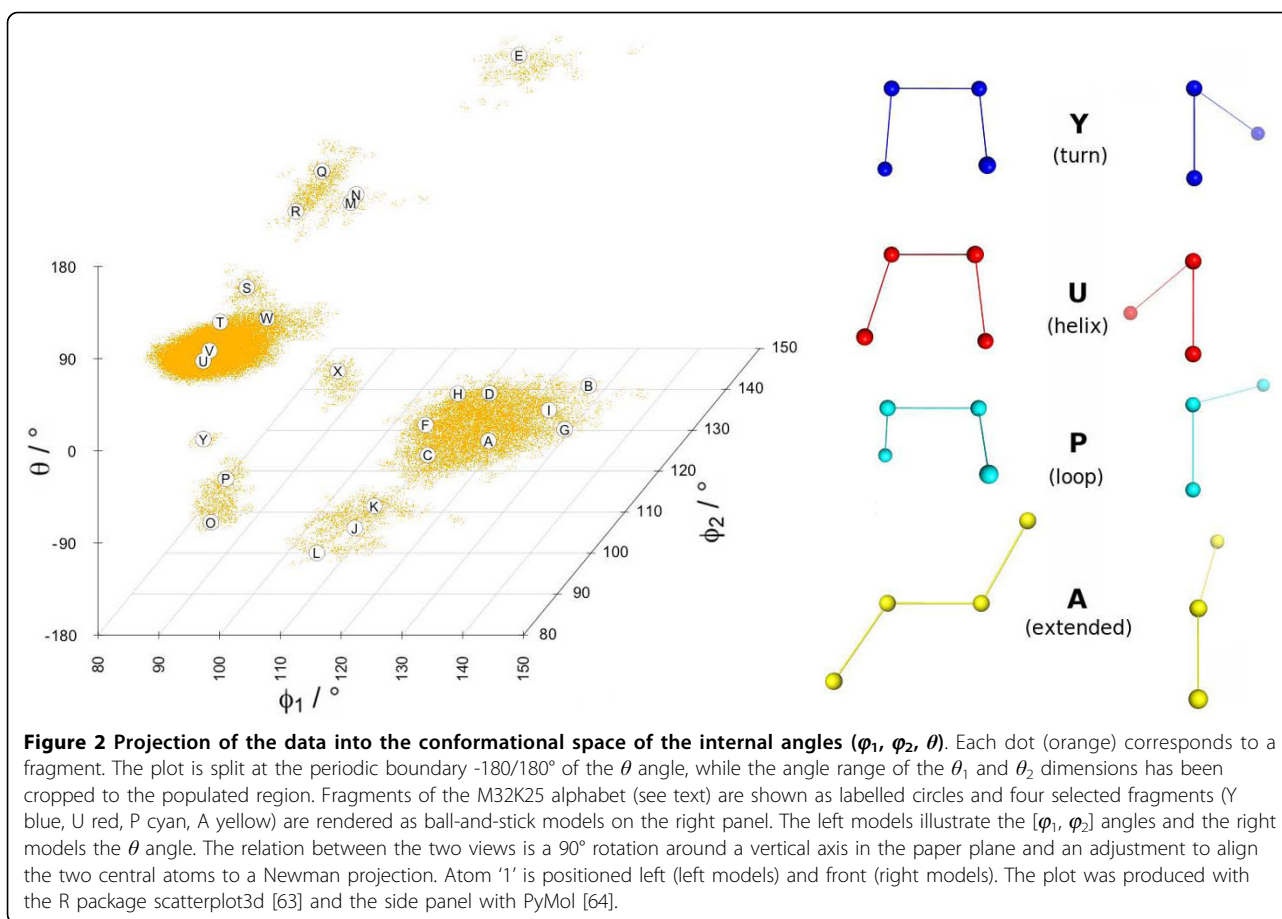 E
Q
N
M
R
180
S
W
T
90
V
U
X
150
140
B
H
D
I
130
F
G
A
Y
0
C
120
P
K
110
O
J
-90
L
100
90
-180
80
θ / °
ϕ₂ / °
80
90
100
110
120
130
140
150
ϕ₁ / °
Y
(turn)
U
(helix)
P
(loop)
A
(extended)
Figure 2 Projection of the data into the conformational space of the internal angles (φ₁, φ₂, θ). Each dot (orange) corresponds to a
fragment. The plot is split at the periodic boundary -180/180° of the θ angle, while the angle range of the θ₁ and θ₂ dimensions has been
cropped to the populated region. Fragments of the M32K25 alphabet (see text) are shown as labelled circles and four selected fragments (Y
blue, U red, P cyan, A yellow) are rendered as ball-and-stick models on the right panel. The left models illustrate the [φ₁, φ₂] angles and the right
models the θ angle. The relation between the two views is a 90° rotation around a vertical axis in the paper plane and an adjustment to align
the two central atoms to a Newman projection. Atom ‘1’ is positioned left (left models) and front (right models). The plot was produced with
the R package scatterplot3d [63] and the side panel with PyMol [64].